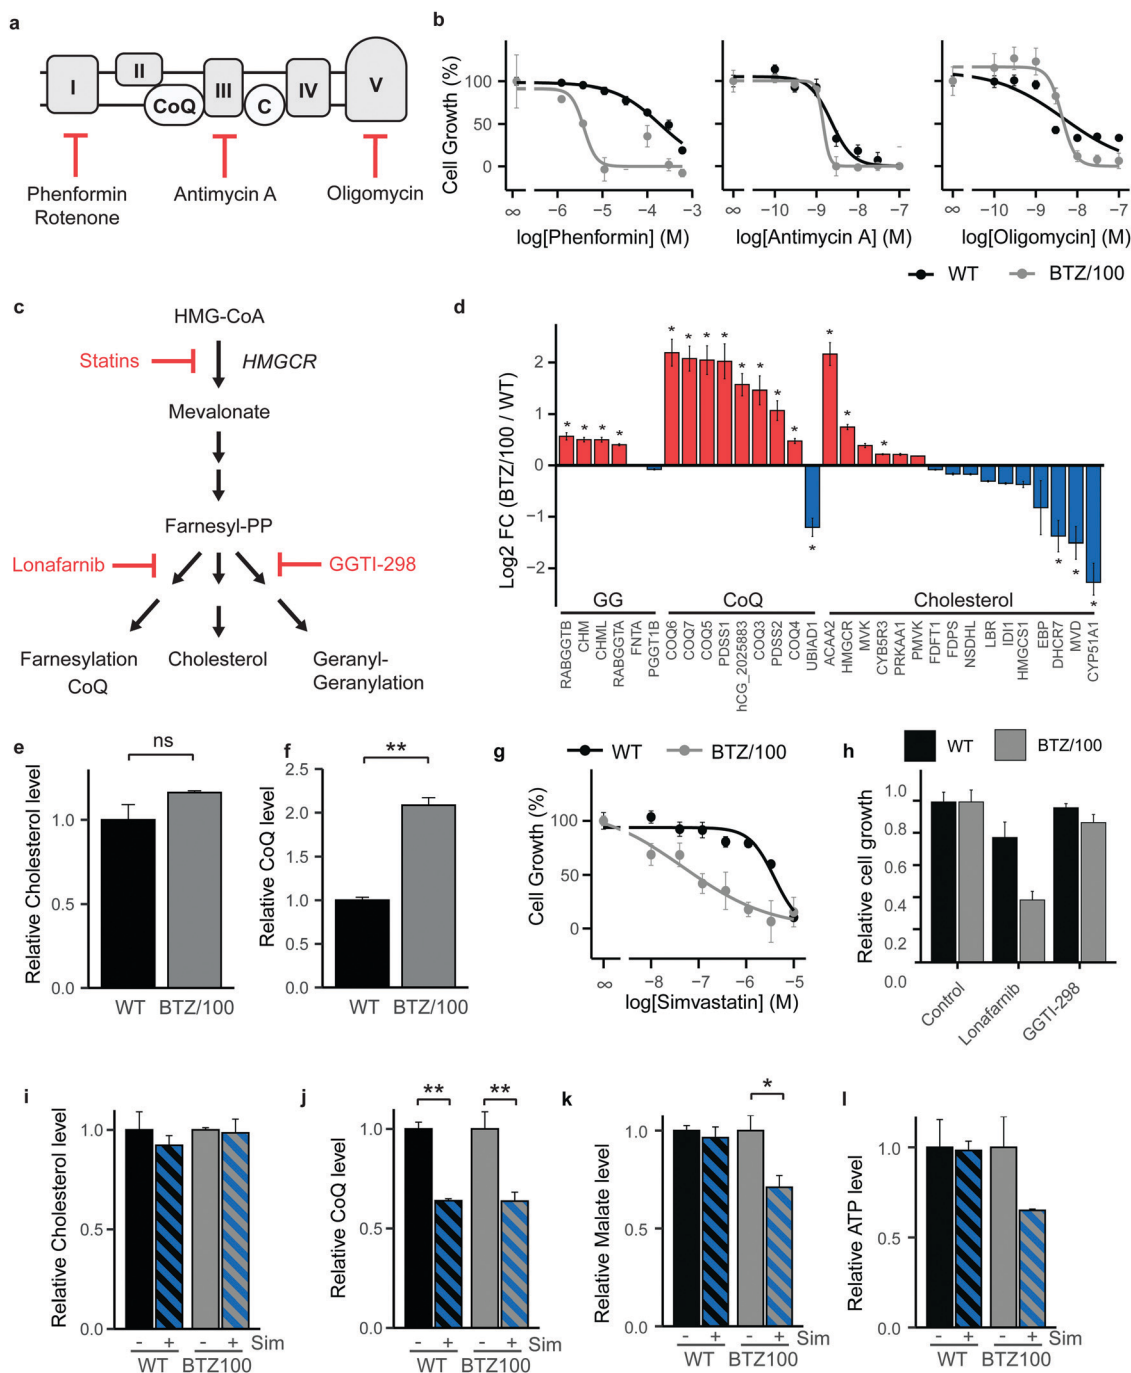 a
I
II
CoQ
III
C
IV
V
Phenformin
Rotenone
Antimycin A
Oligomycin
b
Cell Growth (%)
100
50
0
∞
−6
−5
−4
−3
log[Phenformin] (M)
∞
−10
−9
−8
−7
log[Antimycin A] (M)
∞
−10
−9
−8
−7
log[Oligomycin] (M)
WT
BTZ/100
c
HMG-CoA
Statins
HMGCR
Mevalonate
Farnesyl-PP
Lonafarnib
GGTI-298
Farnesylation
CoQ
Cholesterol
Geranyl-
Geranylation
d
Log2 FC (BTZ/100 / WT)
2
1
0
−1
−2
* * * *
* * * * * * * * *
* * * * * *
GG
CoQ
Cholesterol
RABGGTB
CHM
CHML
RABGGTA
FNTA
PGGT1B
COQ6
COQ7
COQ5
PDSS1
hCG_2025883
COQ3
PDSS2
COQ4
UBIAD1
ACAA2
HMGCR
MVK
CYB5R3
PRKAA1
PMVK
FDFT1
FDPS
NSDHL
LBR
IDI1
HMGCS1
EBP
DHCR7
MVD
CYP51A1
e
Relative Cholesterol level
ns
1.0
0.0
WT
BTZ/100
f
Relative CoQ level
**
2.5
2.0
1.5
1.0
0.5
0.0
WT
BTZ/100
g
WT
BTZ/100
Cell Growth (%)
100
50
0
∞
−8
−7
−6
−5
log[Simvastatin] (M)
h
WT
BTZ/100
Relative cell growth
1.0
0.8
0.6
0.4
0.2
0.0
Control
Lonafarnib
GGTI-298
i
Relative Cholesterol level
1.0
0.5
0.0
- + - + Sim
WT BTZ100
j
Relative CoQ level
** **
1.0
0.5
0.0
- + - + Sim
WT BTZ100
k
Relative Malate level
*
1.0
0.5
0.0
- + - + Sim
WT BTZ100
l
Relative ATP level
1.0
0.5
0.0
- + - + Sim
WT BTZ100